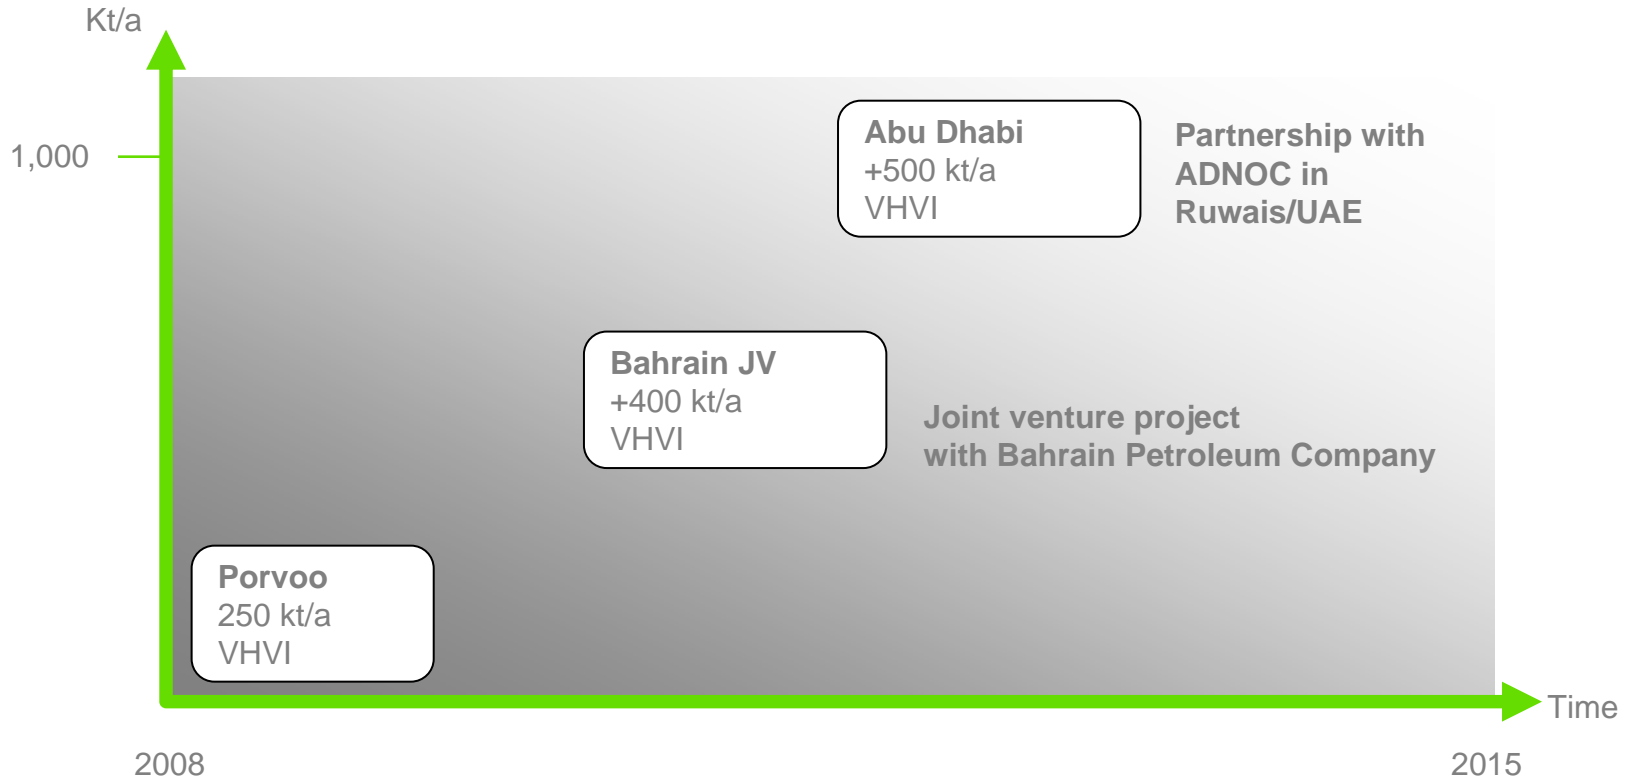 Kt/a
1,000
Abu Dhabi
+500 kt/a
VHVI
Partnership with
ADNOC in
Ruwais/UAE
Bahrain JV
+400 kt/a
VHVI
Joint venture project
with Bahrain Petroleum Company
Porvoo
250 kt/a
VHVI
Time
2008
2015